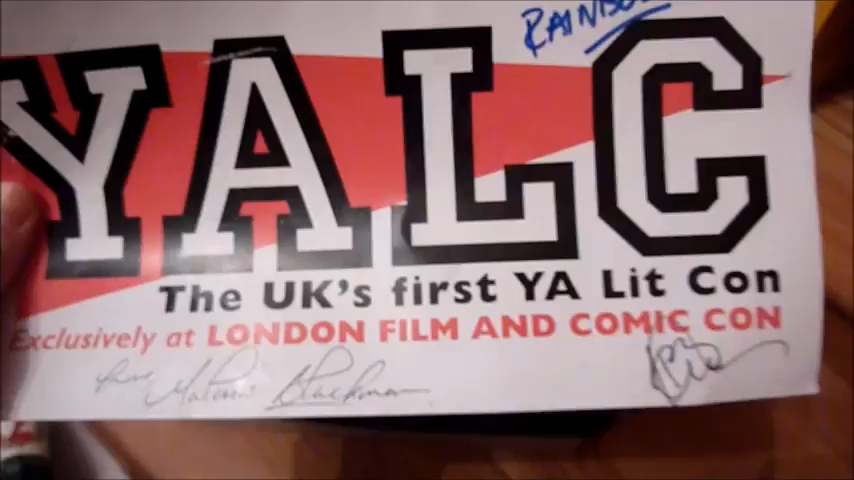 YALC
The UK's first YA Lit Con
Exclusively at LONDON FILM AND COMIC CON
Malorie Blackman